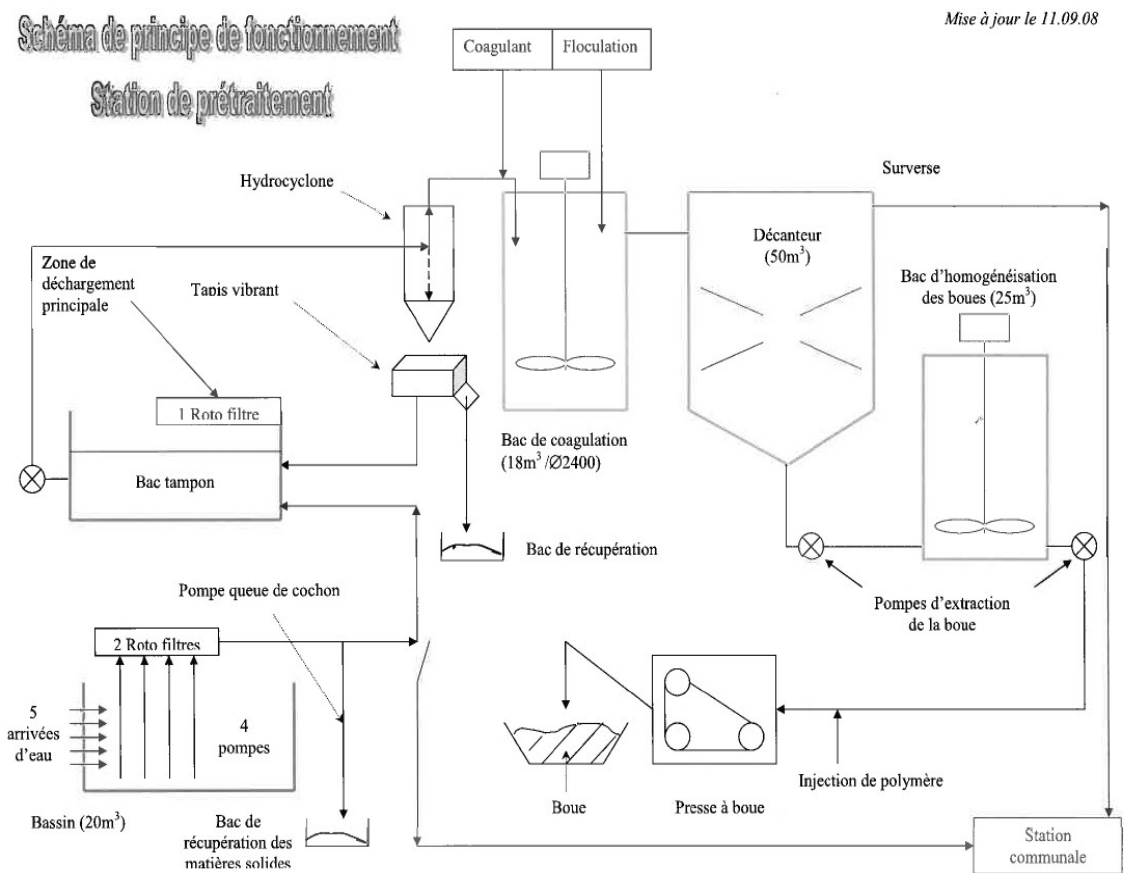 Schéma de principe de fonctionnement
Station de prétraitement
Mise à jour le 11.09.08
Coagulant
Floculation
Hydrocyclone
Surverse
Zone de
déchargement
principale
Tapis vibrant
Décanteur
(50m³)
Bac d'homogénéisation
des boues (25m³)
1 Roto filtre
Bac tampon
Bac de coagulation
(18m³ /Ø2400)
Bac de récupération
Pompe queue de cochon
Pompes d'extraction
de la boue
2 Roto filtres
5
arrivées
d'eau
4
pompes
Injection de polymère
Bassin (20m³)
Bac de
récupération des
matières solides
Boue
Presse à boue
Station
communale